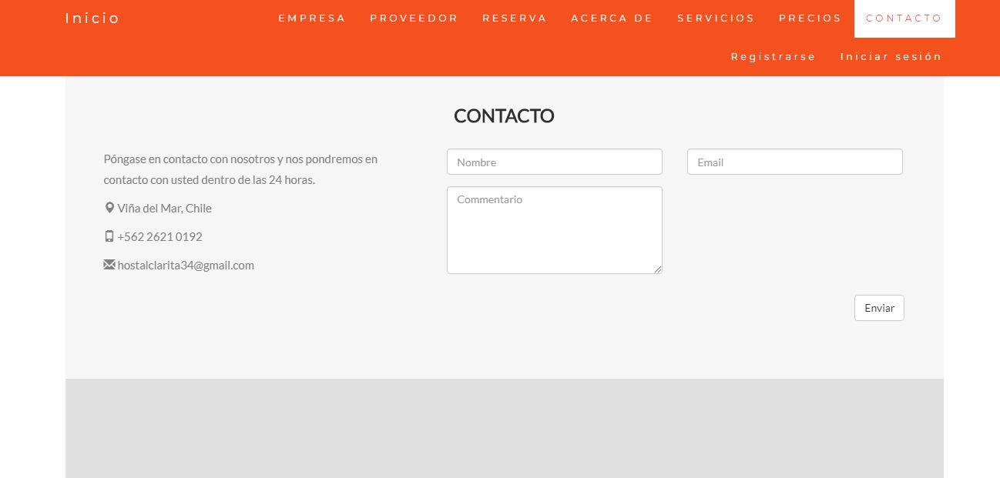 Inicio
EMPRESA PROVEEDOR RESERVA ACERCA DE SERVICIOS PRECIOS CONTACTO
Registrarse Iniciar sesión
CONTACTO
Póngase en contacto con nosotros y nos pondremos en
contacto con usted dentro de las 24 horas.
Viña del Mar, Chile
+562 2621 0192
hostalclarita34@gmail.com
Nombre
Email
Commentario
Enviar